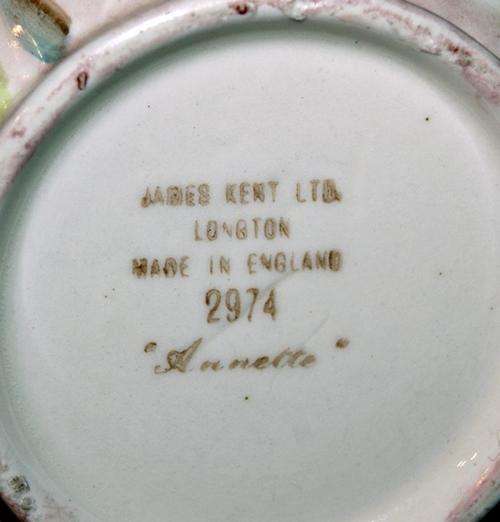 JAMES KENT LTD.
LONGTON
MADE IN ENGLAND
2974
"Annette"